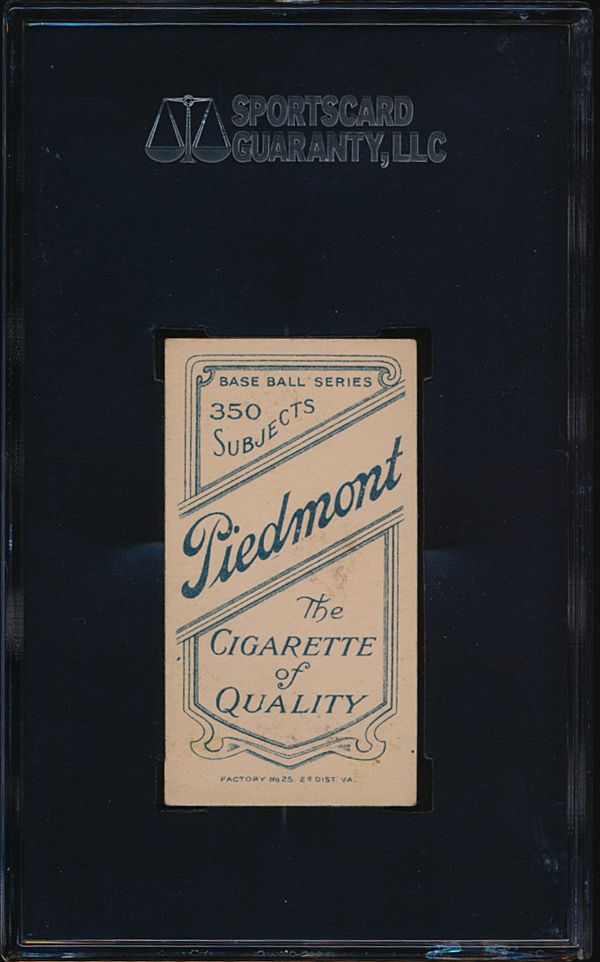 SPORTSCARD
GUARANTY, LLC
BASE BALL SERIES
350
SUBJECTS
Piedmont
The
CIGARETTE
of
QUALITY
FACTORY No 25. 2d DIST VA.